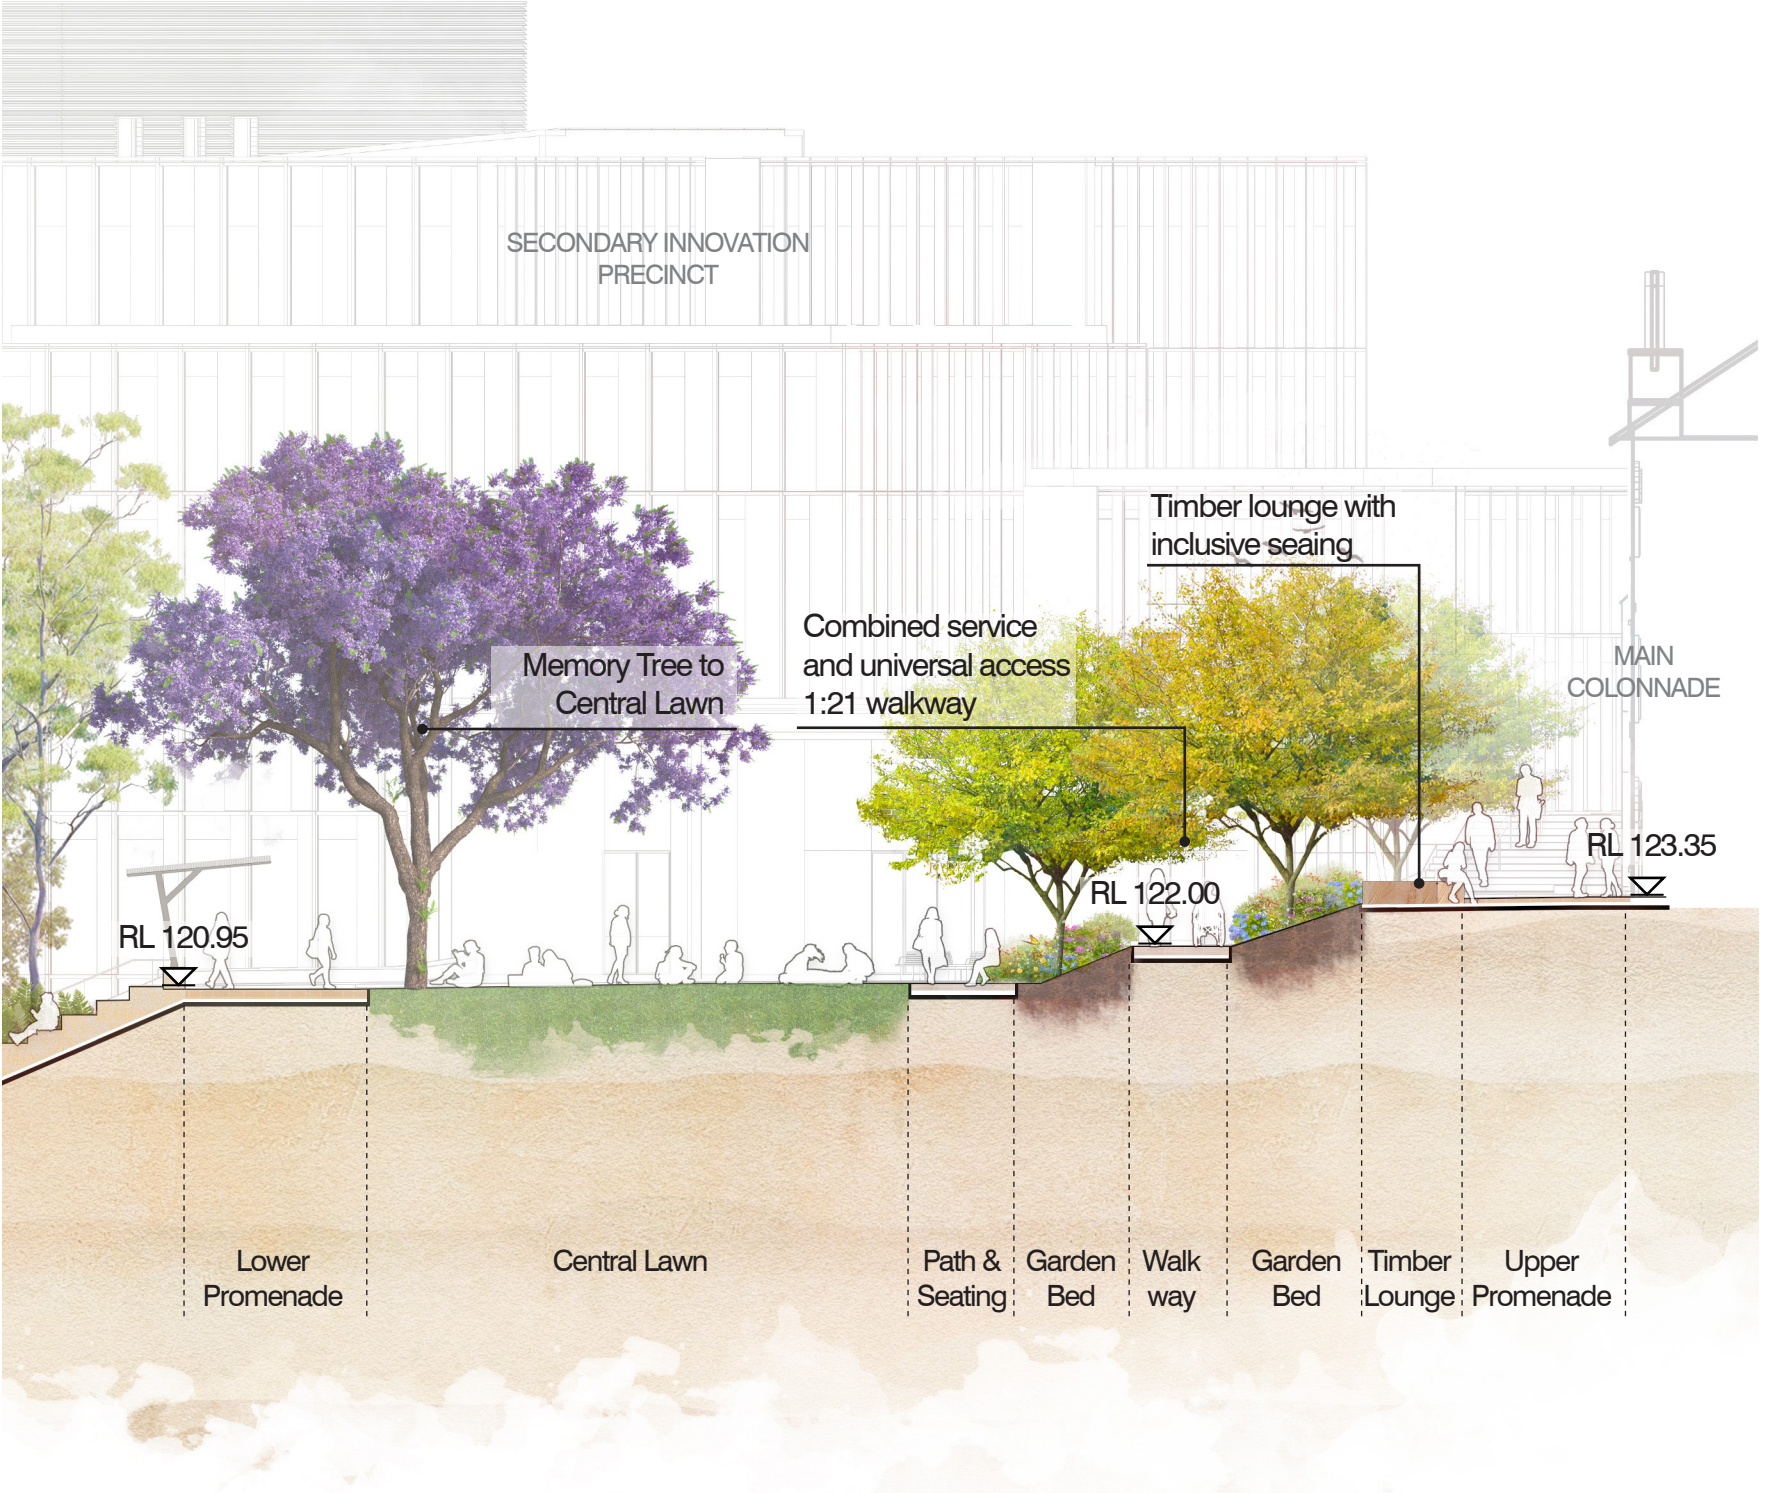 SECONDARY INNOVATION
PRECINCT
Timber lounge with
inclusive seaing
Combined service
and universal access
1:21 walkway
Memory Tree to
Central Lawn
MAIN
COLONNADE
RL 123.35
RL 122.00
RL 120.95
Lower
Promenade
Central Lawn
Path &
Seating
Garden
Bed
Walk
way
Garden
Bed
Timber
Lounge
Upper
Promenade